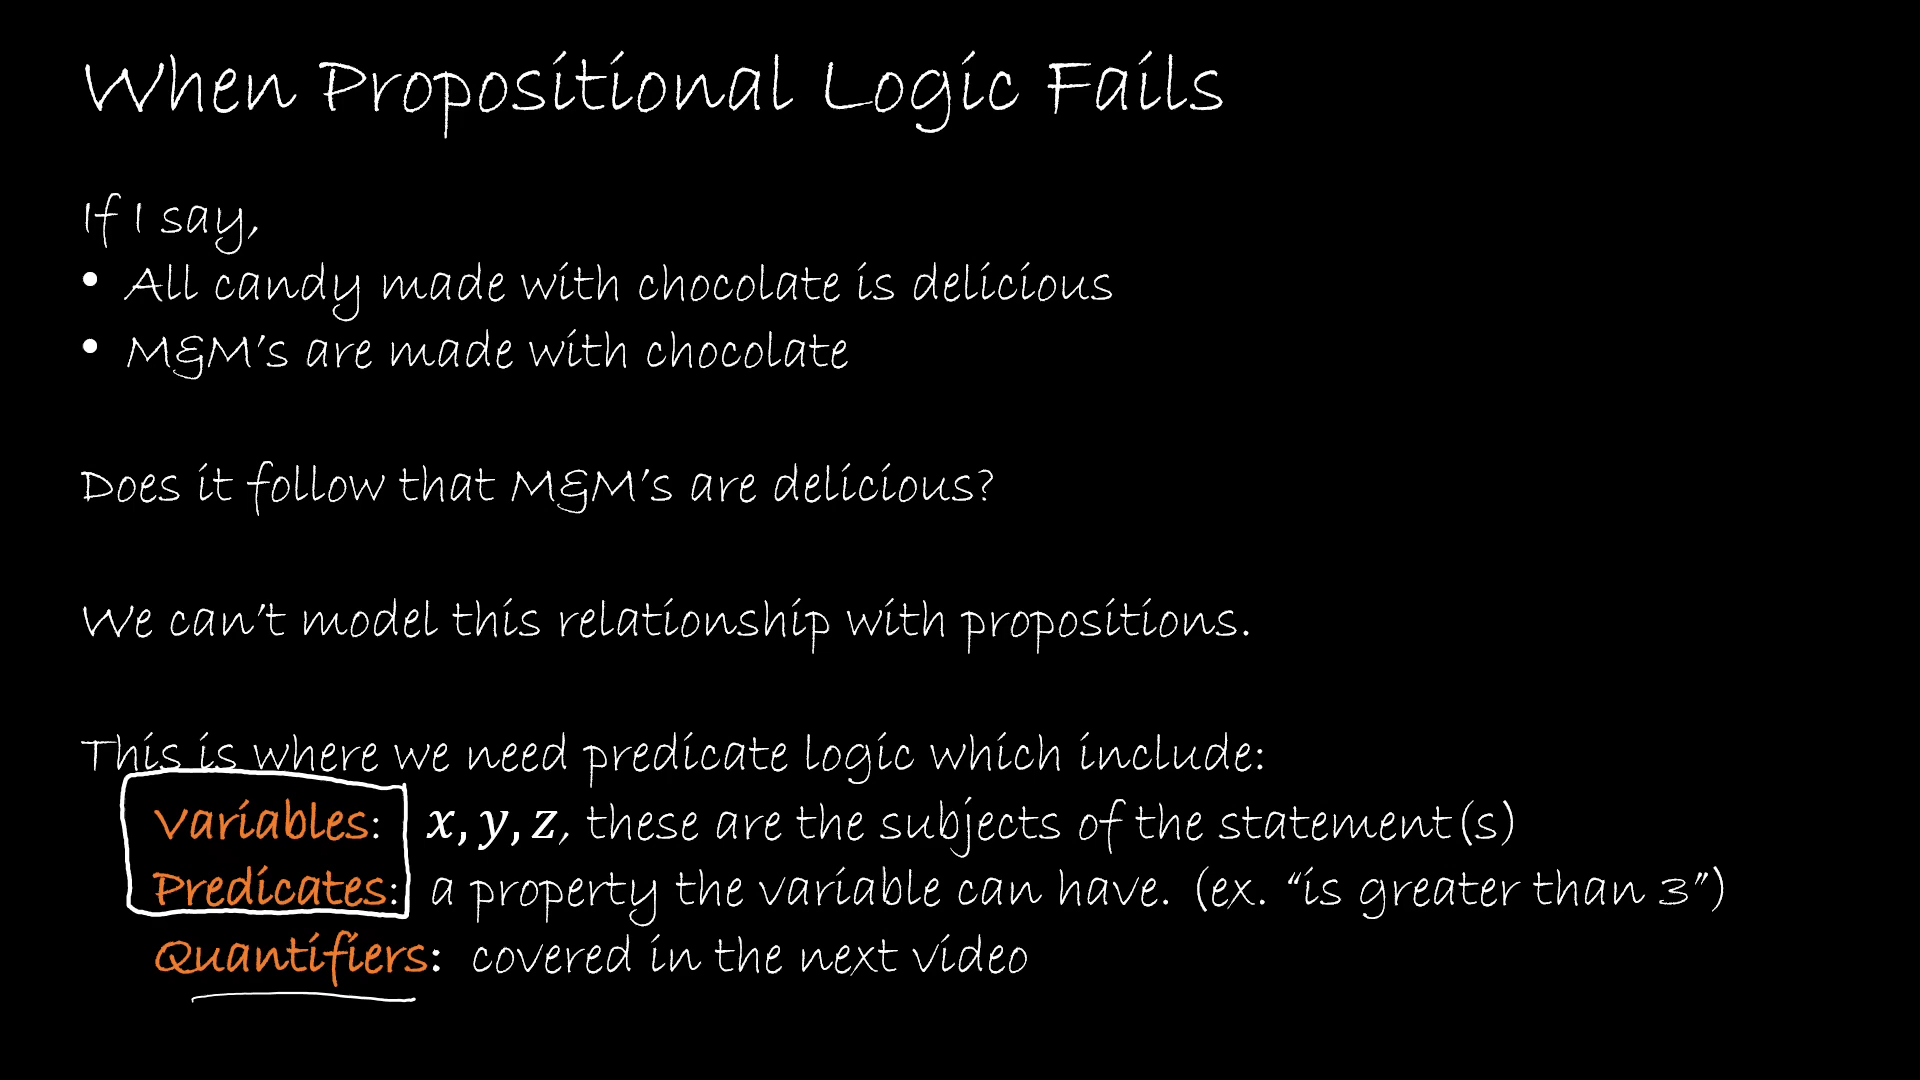 When Propositional Logic Fails
If I say,
• All candy made with chocolate is delicious
• M&M's are made with chocolate
Does it follow that M&M's are delicious?
We can't model this relationship with propositions.
This is where we need predicate logic which include:
Variables: x, y, z, these are the subjects of the statement(s)
Predicates: a property the variable can have. (ex. “is greater than 3”)
Quantifiers: covered in the next video